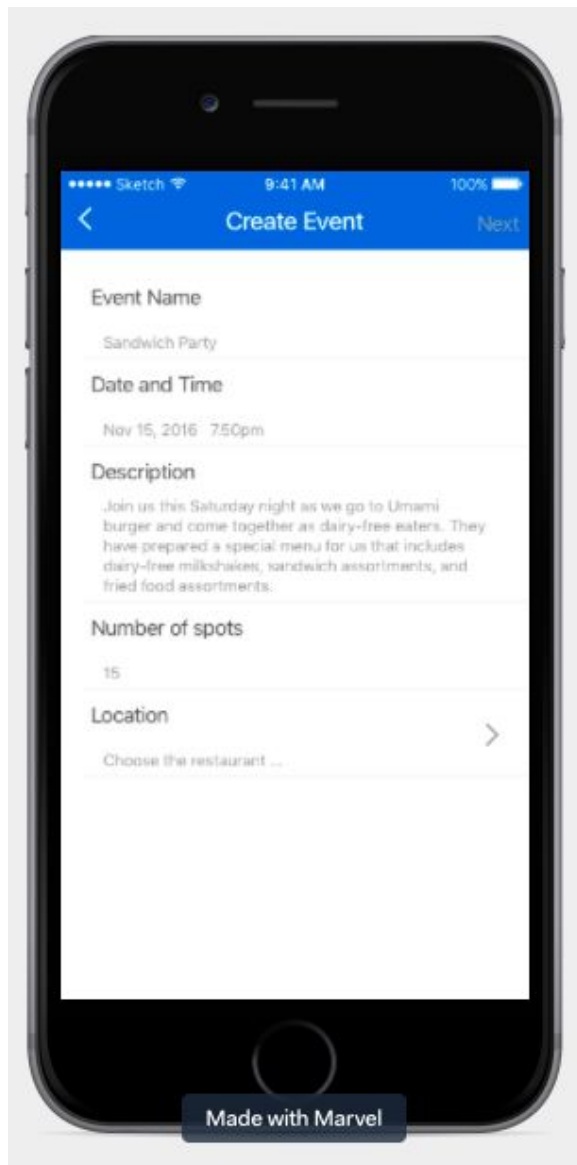 Sketch 9:41 AM 100%
Create Event Next
Event Name
Sandwich Party
Date and Time
Nov 15, 2016 7:50pm
Description
Join us this Saturday night as we go to Umami
burger and come together as dairy-free eaters. They
have prepared a special menu for us that includes
dairy-free milkshakes, sandwich assortments, and
fried food assortments.
Number of spots
15
Location
Choose the restaurant ...
Made with Marvel